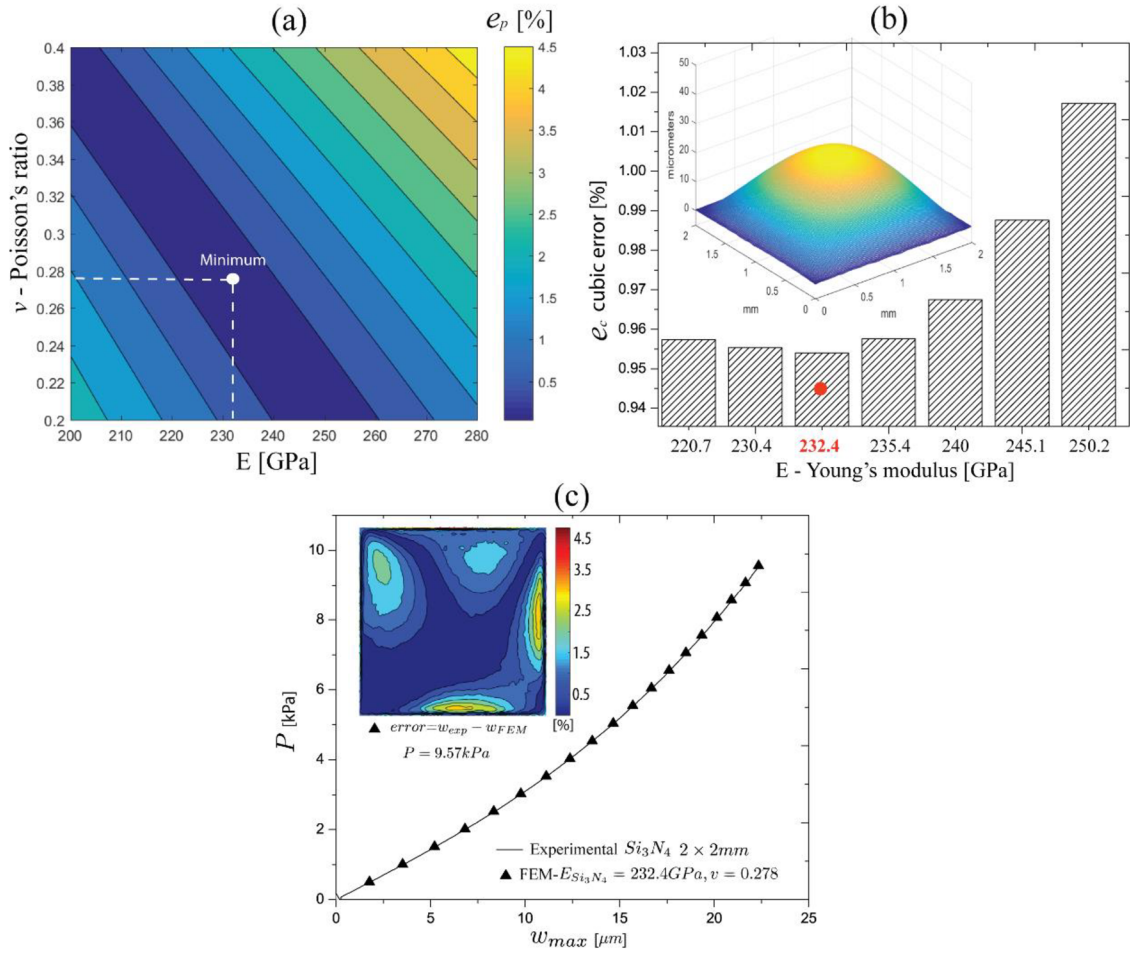 (a)
e_p [%]
0.4
0.38
0.36
0.34
0.32
0.3
0.28
0.26
0.24
0.22
0.2
ν - Poisson's ratio
Minimum
200 210 220 230 240 250 260 270 280
E [GPa]
4.5
4
3.5
3
2.5
2
1.5
1
0.5
(b)
1.03
1.02
1.01
1.00
0.99
0.98
0.97
0.96
0.95
0.94
e_c cubic error [%]
50
40
30
20
10
0
micrometers
2
1.5
1
0.5
0
mm
0
0.5
1
1.5
2
mm
220.7 230.4 232.4 235.4 240 245.1 250.2
E - Young's modulus [GPa]
(c)
10
8
6
4
2
0
P [kPa]
4.5
3.5
2.5
1.5
0.5
[%]
▲ error=w_exp − w_FEM
P = 9.57kPa
— Experimental Si₃N₄ 2 × 2mm
▲ FEM-E_Si₃N₄ = 232.4GPa, v = 0.278
0 5 10 15 20 25
w_max [μm]